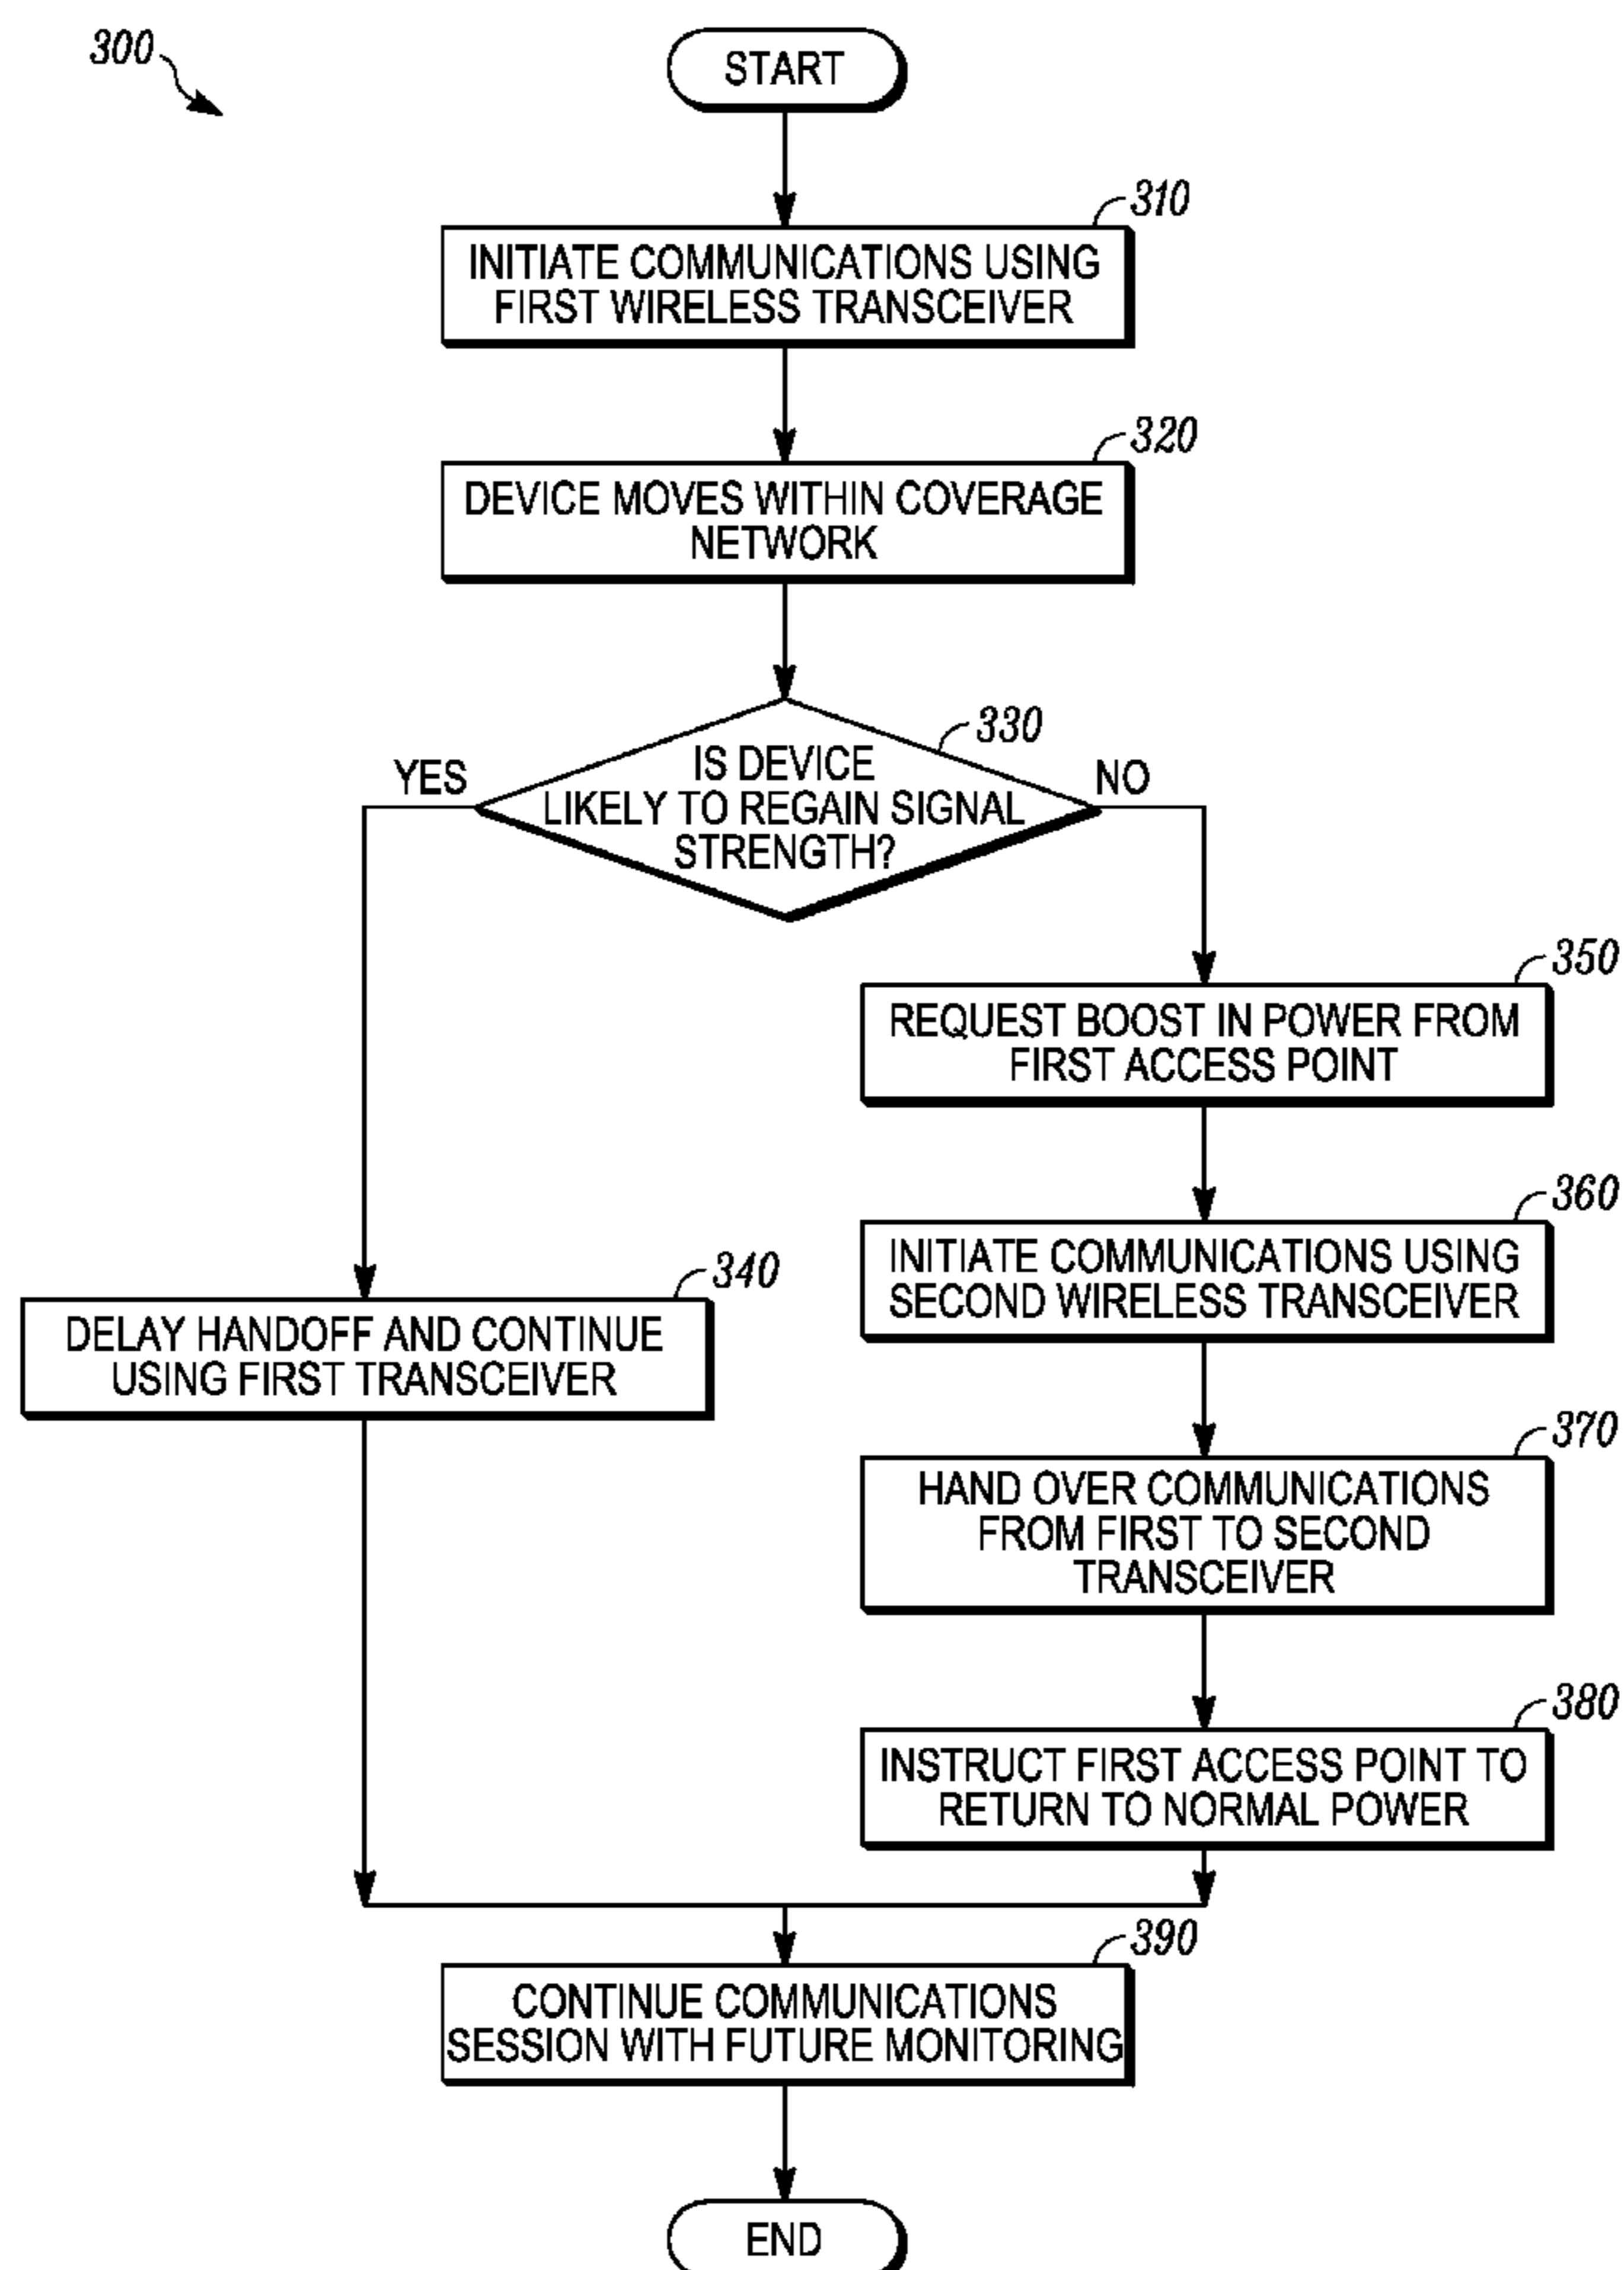 300
START
310
INITIATE COMMUNICATIONS USING
FIRST WIRELESS TRANSCEIVER
320
DEVICE MOVES WITHIN COVERAGE
NETWORK
330
YES
NO
IS DEVICE
LIKELY TO REGAIN SIGNAL
STRENGTH?
350
REQUEST BOOST IN POWER FROM
FIRST ACCESS POINT
360
INITIATE COMMUNICATIONS USING
SECOND WIRELESS TRANSCEIVER
340
DELAY HANDOFF AND CONTINUE
USING FIRST TRANSCEIVER
370
HAND OVER COMMUNICATIONS
FROM FIRST TO SECOND
TRANSCEIVER
380
INSTRUCT FIRST ACCESS POINT TO
RETURN TO NORMAL POWER
390
CONTINUE COMMUNICATIONS
SESSION WITH FUTURE MONITORING
END